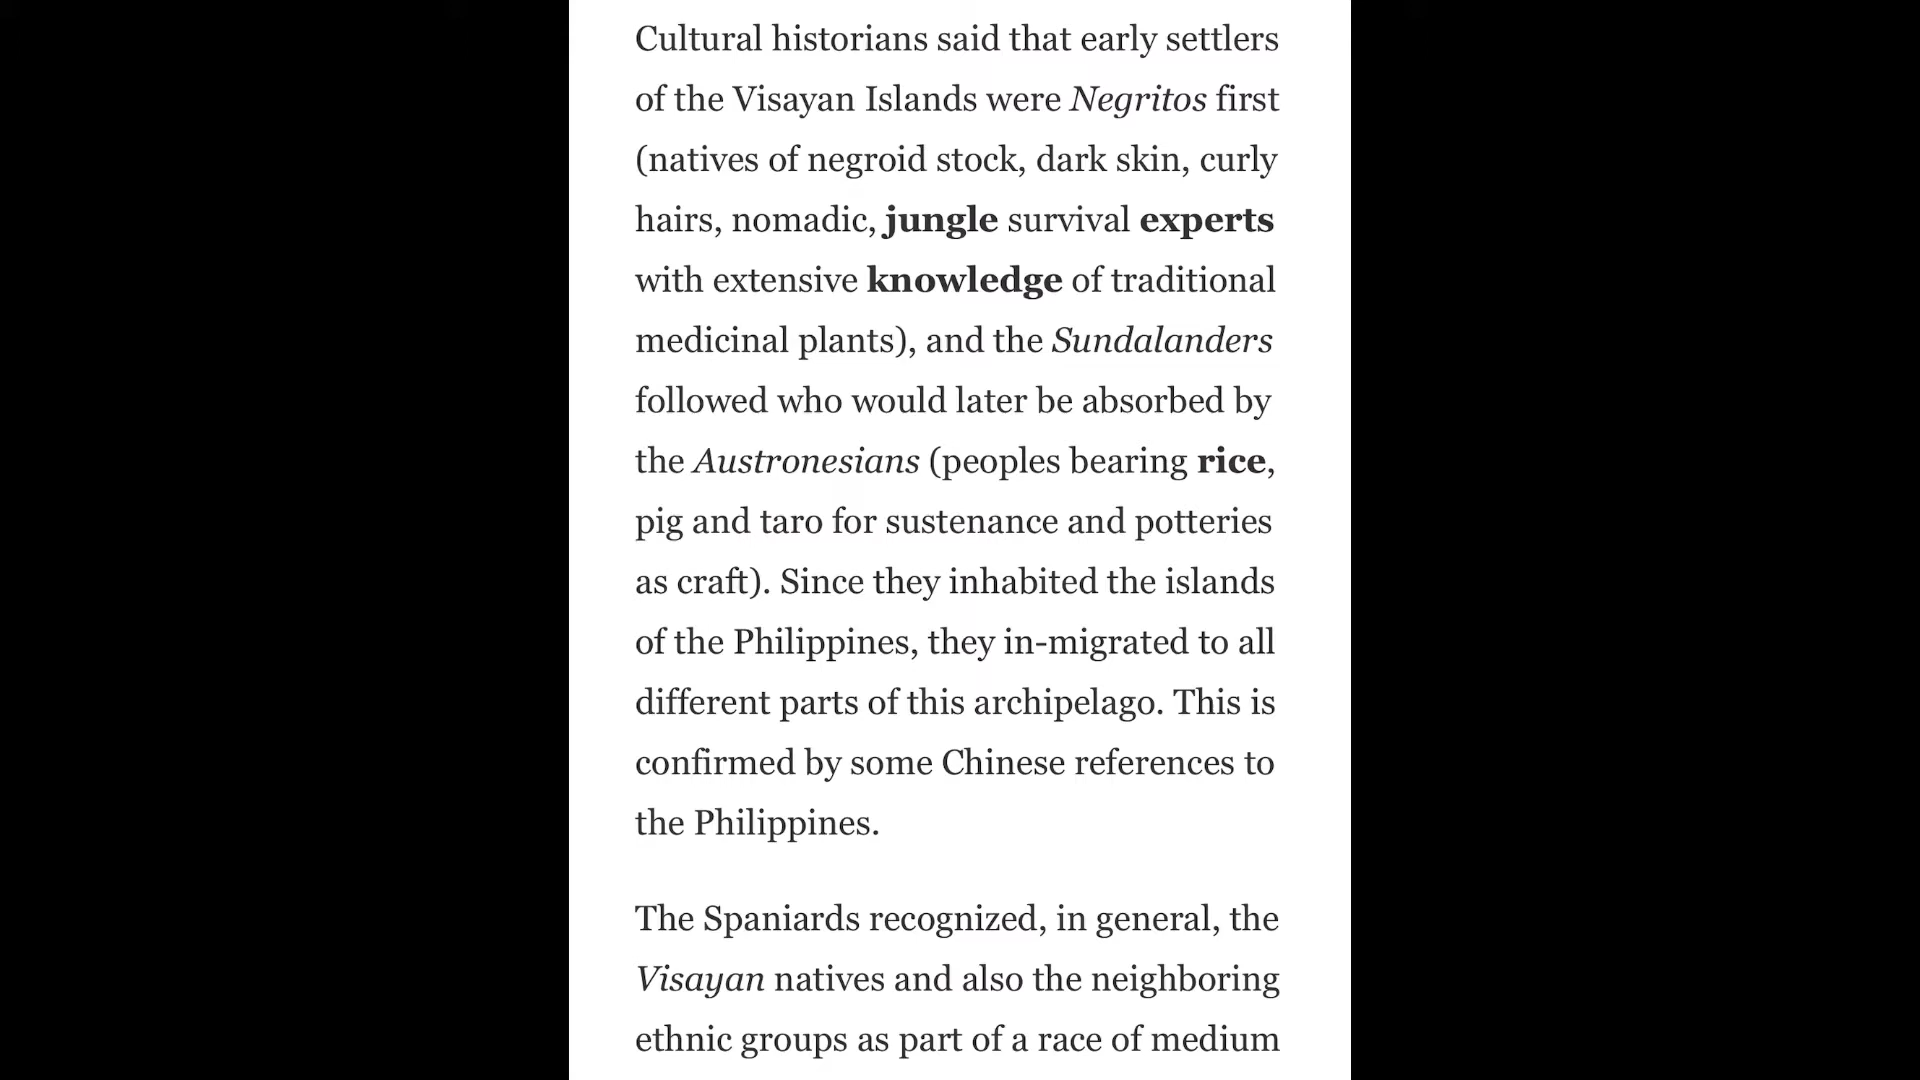 Cultural historians said that early settlers
of the Visayan Islands were Negritos first
(natives of negroid stock, dark skin, curly
hairs, nomadic, jungle survival experts
with extensive knowledge of traditional
medicinal plants), and the Sundalanders
followed who would later be absorbed by
the Austronesians (peoples bearing rice,
pig and taro for sustenance and potteries
as craft). Since they inhabited the islands
of the Philippines, they in-migrated to all
different parts of this archipelago. This is
confirmed by some Chinese references to
the Philippines.
The Spaniards recognized, in general, the
Visayan natives and also the neighboring
ethnic groups as part of a race of medium